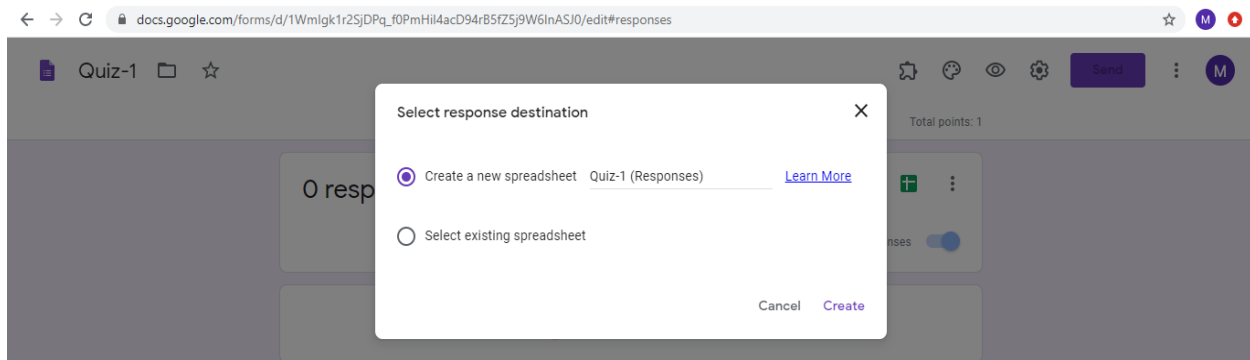 docs.google.com/forms/d/1WmIgk1r2SjDPq_f0PmHiI4acD94rB5fZ5j9W6InASJ0/edit#responses
M
Quiz-1
Send
M
Select response destination
Total points: 1
Create a new spreadsheet Quiz-1 (Responses) Learn More
0 resp
Select existing spreadsheet
nses
Cancel Create